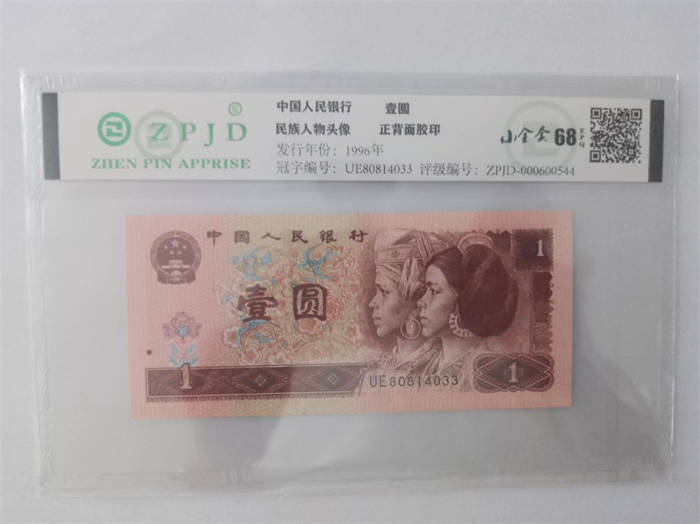 ZPJD
R
ZHEN PIN APPRISE
中国人民银行 壹圆
民族人物头像 正背面胶印
发行年份：1996年
冠字编号：UE80814033 评级编号：ZPJD-000600544
68
EPQ
中国人民银行
1
壹圆
1
UE80814033
1